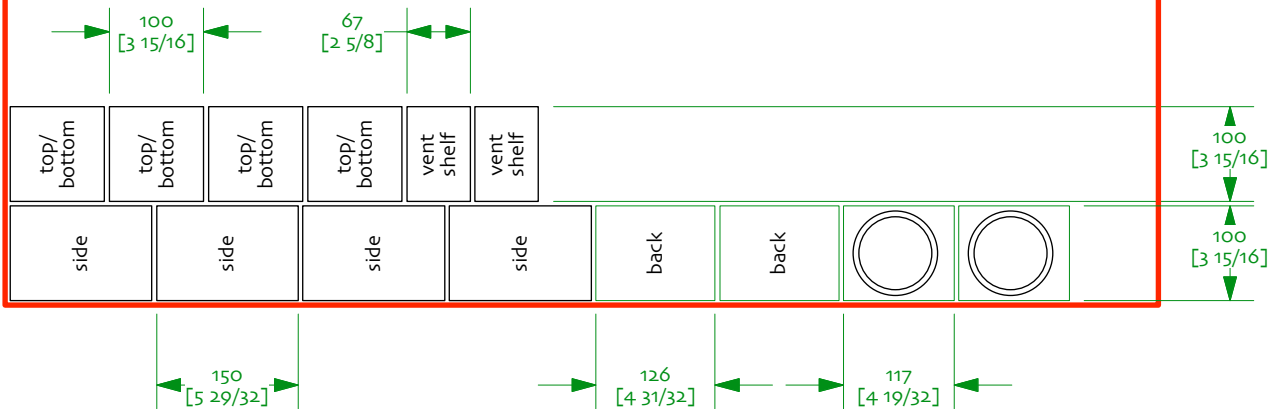 100
[3 15/16]
67
[2 5/8]
top/
bottom
top/
bottom
top/
bottom
top/
bottom
vent
shelf
vent
shelf
100
[3 15/16]
side
side
side
side
back
back
100
[3 15/16]
150
[5 29/32]
126
[4 31/32]
117
[4 19/32]